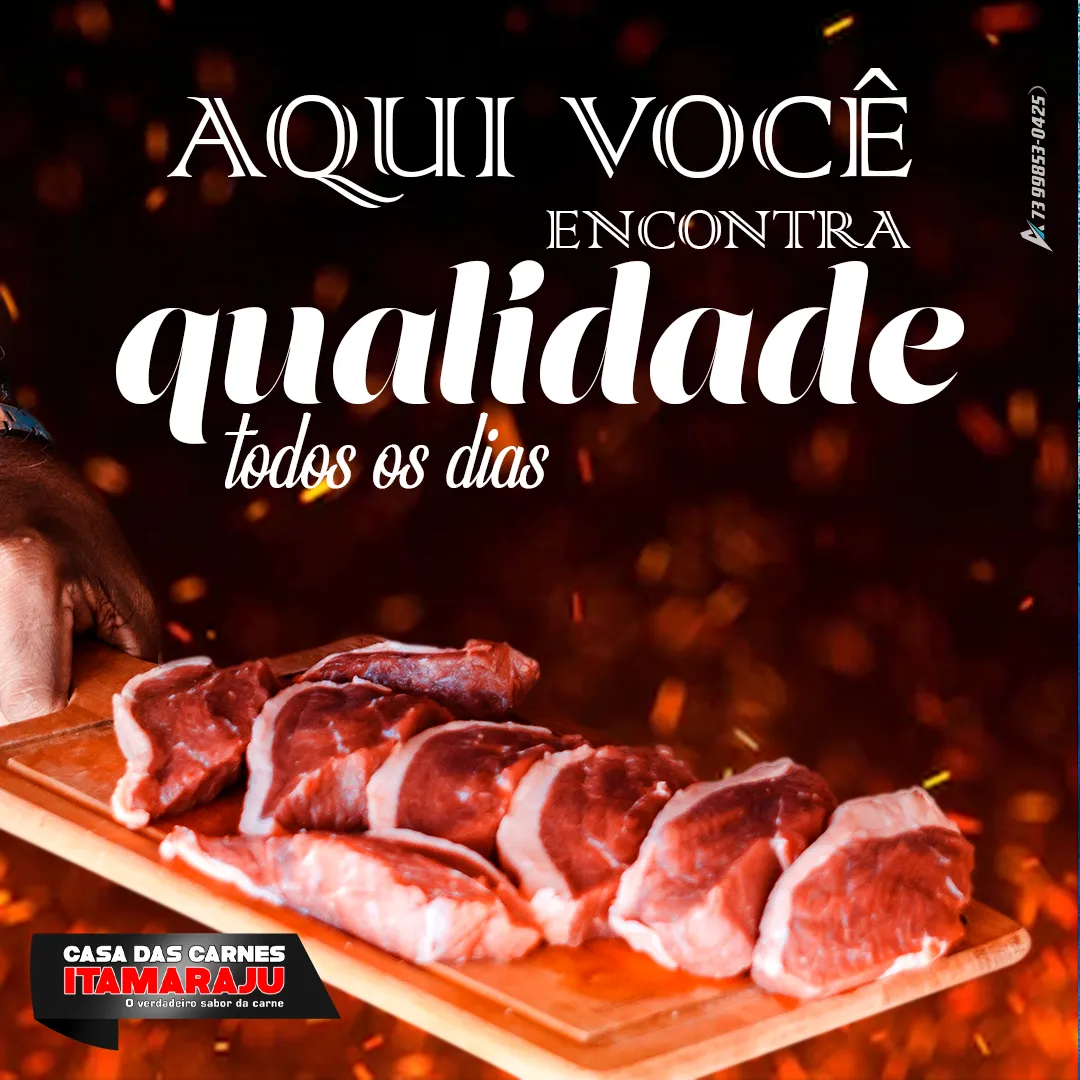 AQUI VOCÊ
ENCONTRA
qualidade
todos os dias
73 99853-0425
CASA DAS CARNES
ITAMARAJU
O verdadeiro sabor da carne